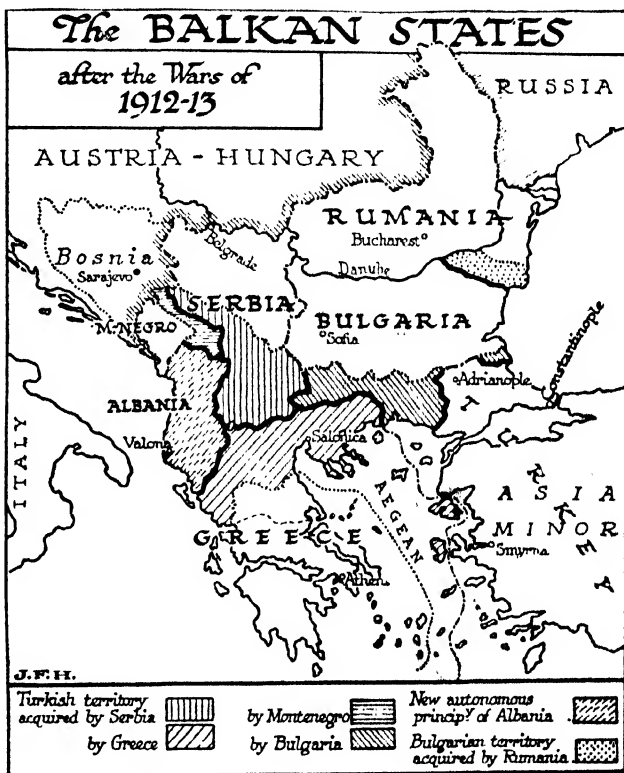 The BALKAN STATES
after the Wars of
1912-13
RUSSIA
AUSTRIA-HUNGARY
RUMANIA
Bucharest
Belgrade
Bosnia
Sarajevo
Danube
SERBIA
M-NEGRO
BULGARIA
Sofia
Constantinople
Adrianople
ALBANIA
Valona
Salonica
ITALY
TURKEY
AEGEAN
ASIA
MINOR
Smyrna
GREECE
Athens
J.F.H.
Turkish territory
acquired by Serbia
by Greece
by Montenegro
by Bulgaria
New autonomous
princip.y of Albania
Bulgarian territory
acquired by Rumania